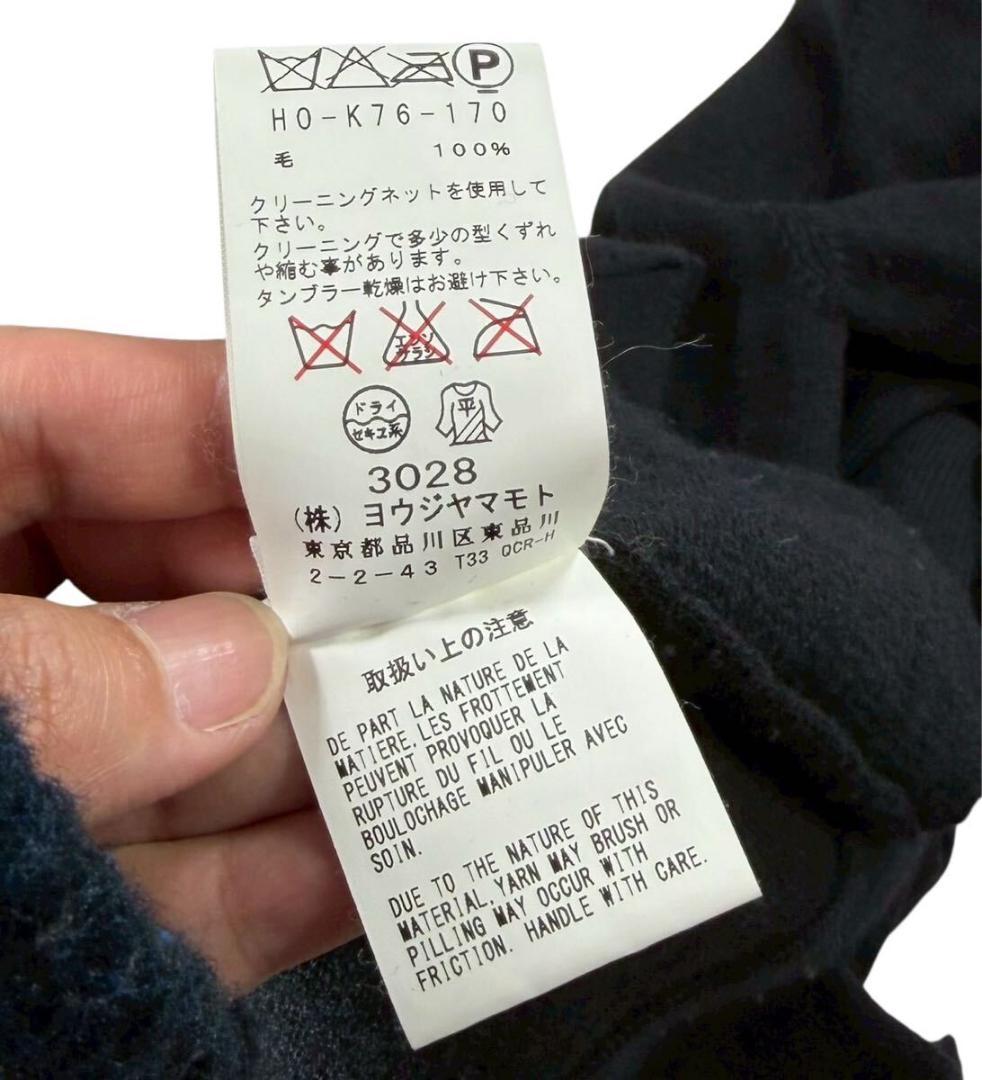 P
HO-K76-170
毛 100%
クリーニングネットを使用して
下さい。
クリーニングで多少の型くずれ
や縮む事があります。
タンブラー乾燥はお避け下さい。
エンソ
サラシ
ドライ
セキユ系
平
3028
(株) ヨウジヤマモト
東京都品川区東品川
2-2-43 T33 QCR-H
取扱い上の注意
DE PART LA NATURE DE LA
MATIERE, LES FROTTEMENT
PEUVENT PROVOQUER LA
RUPTURE DU FIL OU LE
BOULOCHAGE MANIPULER AVEC
SOIN.
DUE TO THE NATURE OF THIS
MATERIAL, YARN MAY BRUSH OR
PILLING MAY OCCUR WITH
FRICTION. HANDLE WITH CARE.